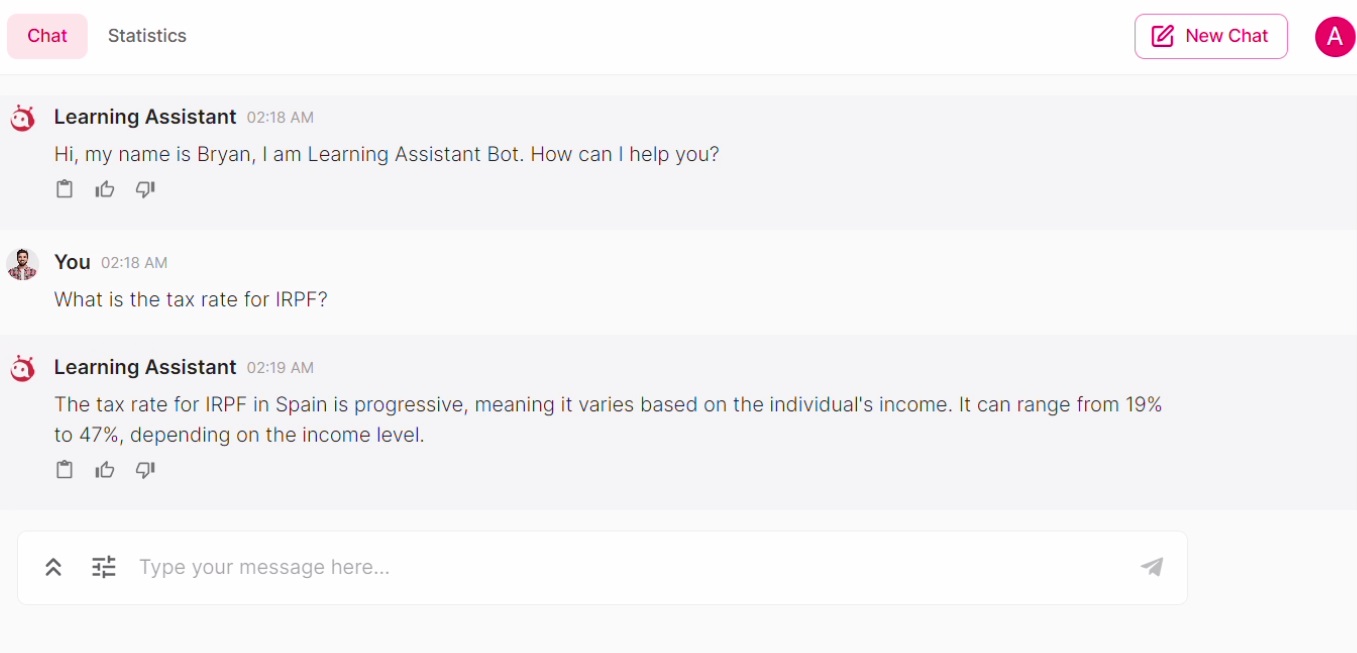 Chat Statistics New Chat A
Learning Assistant 02:18 AM
Hi, my name is Bryan, I am Learning Assistant Bot. How can I help you?
You 02:18 AM
What is the tax rate for IRPF?
Learning Assistant 02:19 AM
The tax rate for IRPF in Spain is progressive, meaning it varies based on the individual's income. It can range from 19%
to 47%, depending on the income level.
Type your message here...